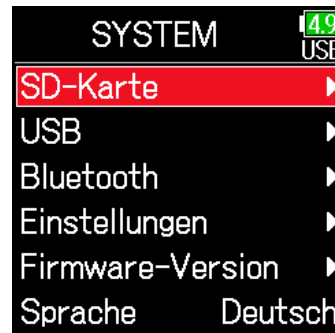 SYSTEM
4.9
USB
SD-Karte
USB
Bluetooth
Einstellungen
Firmware-Version
Sprache Deutsch